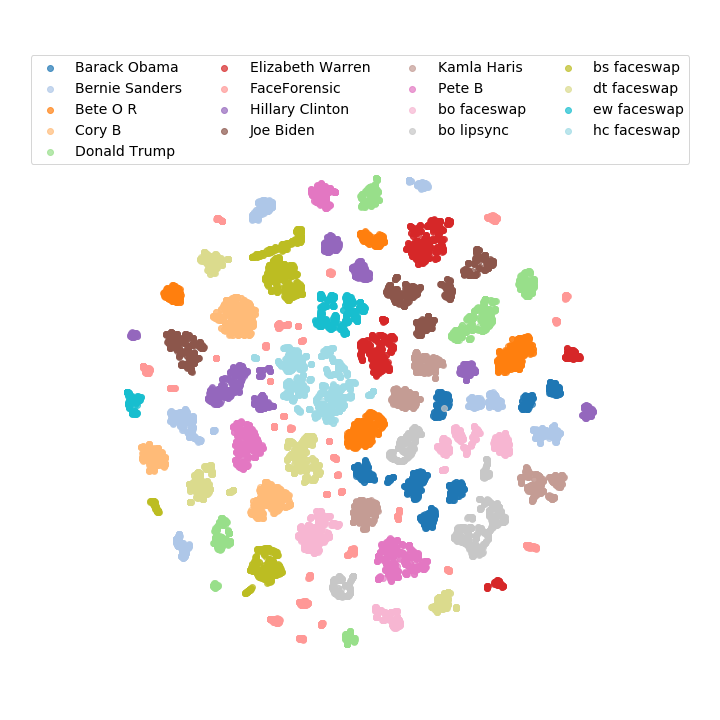 Barack Obama
Bernie Sanders
Bete O R
Cory B
Donald Trump
Elizabeth Warren
FaceForensic
Hillary Clinton
Joe Biden
Kamla Haris
Pete B
bo faceswap
bo lipsync
bs faceswap
dt faceswap
ew faceswap
hc faceswap